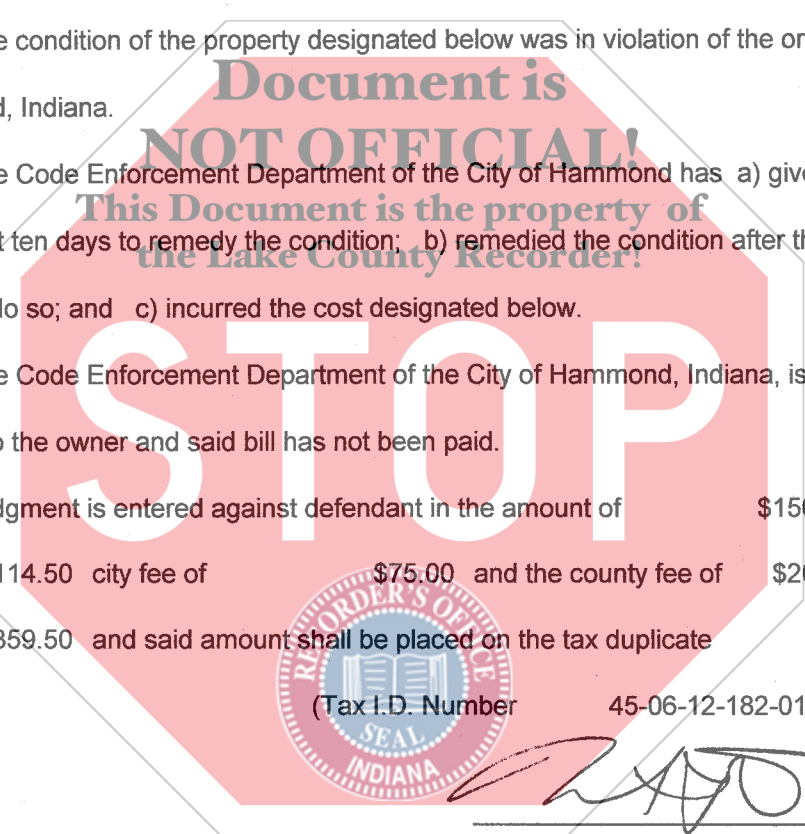 e condition of the property designated below was in violation of the or
Document is
d, Indiana.
NOT OFFICIAL!
e Code Enforcement Department of the City of Hammond has a) give
This Document is the property of
t ten days to remedy the condition; b) remedied the condition after th
the Lake County Recorder!
do so; and c) incurred the cost designated below.
e Code Enforcement Department of the City of Hammond, Indiana, is
STOP
o the owner and said bill has not been paid.
dgment is entered against defendant in the amount of $150
114.50 city fee of $75.00 and the county fee of $20
359.50 and said amount shall be placed on the tax duplicate
RECORDER'S OFFICE
(Tax I.D. Number 45-06-12-182-01
SEAL
INDIANA